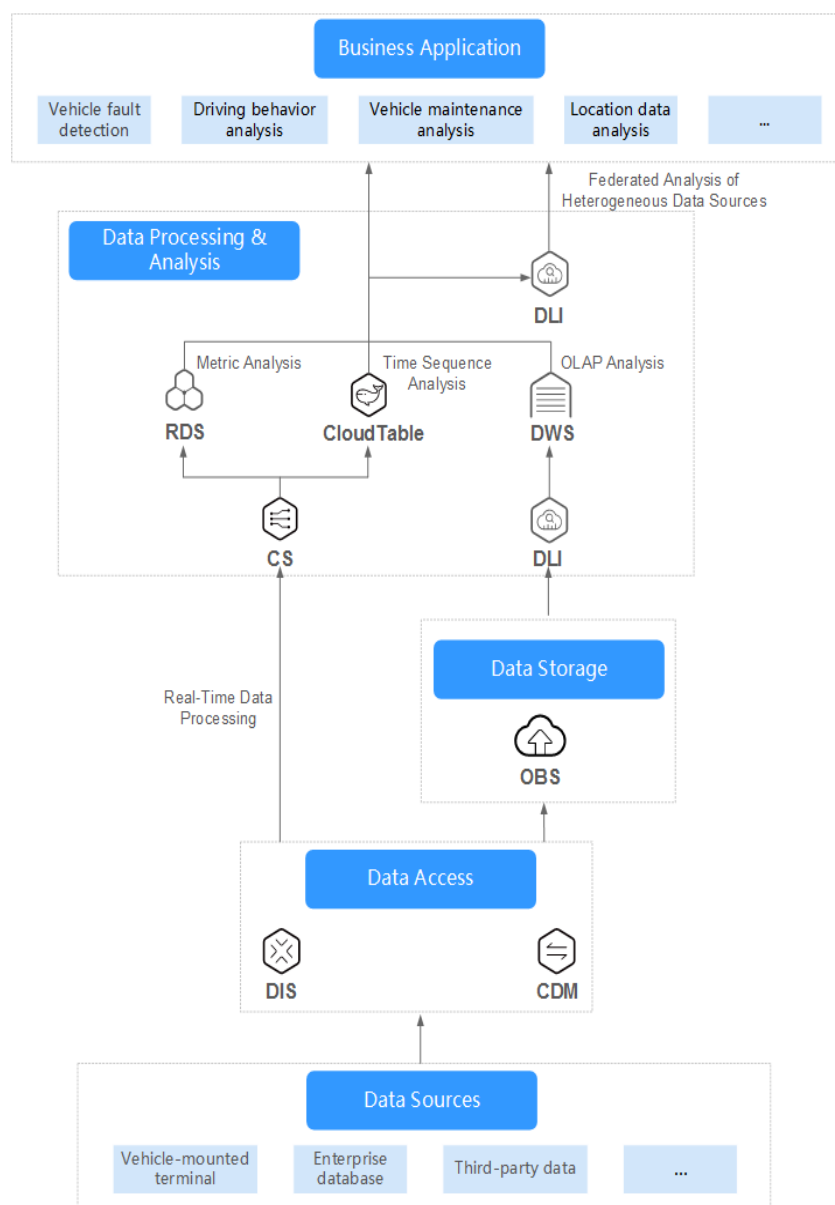 Business Application
Vehicle fault
detection
Driving behavior
analysis
Vehicle maintenance
analysis
Location data
analysis
...
Federated Analysis of
Heterogeneous Data Sources
Data Processing &
Analysis
DLI
Metric Analysis
Time Sequence
Analysis
OLAP Analysis
RDS
CloudTable
DWS
CS
DLI
Data Storage
Real-Time Data
Processing
OBS
Data Access
DIS
CDM
Data Sources
Vehicle-mounted
terminal
Enterprise
database
Third-party data
...